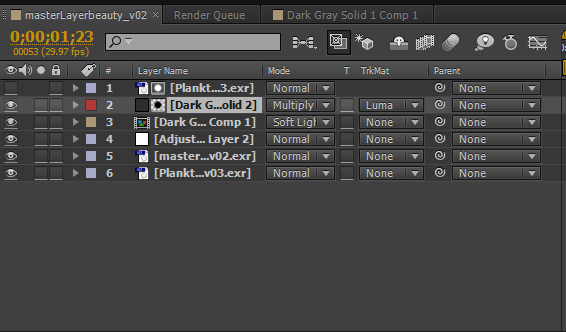 masterLayerbeauty_v02 × Render Queue Dark Gray Solid 1 Comp 1
0;00;01;23
00053 (29.97 fps)
# Layer Name Mode T TrkMat Parent
1 [Plankt...3.exr] Normal None
2 [Dark G...olid 2] Multiply Luma None
3 [Dark G... Comp 1] Soft Ligh None None
4 [Adjust... Layer 2] Normal None None
5 [master...v02.exr] Normal None None
6 [Plankt...v03.exr] Normal None None